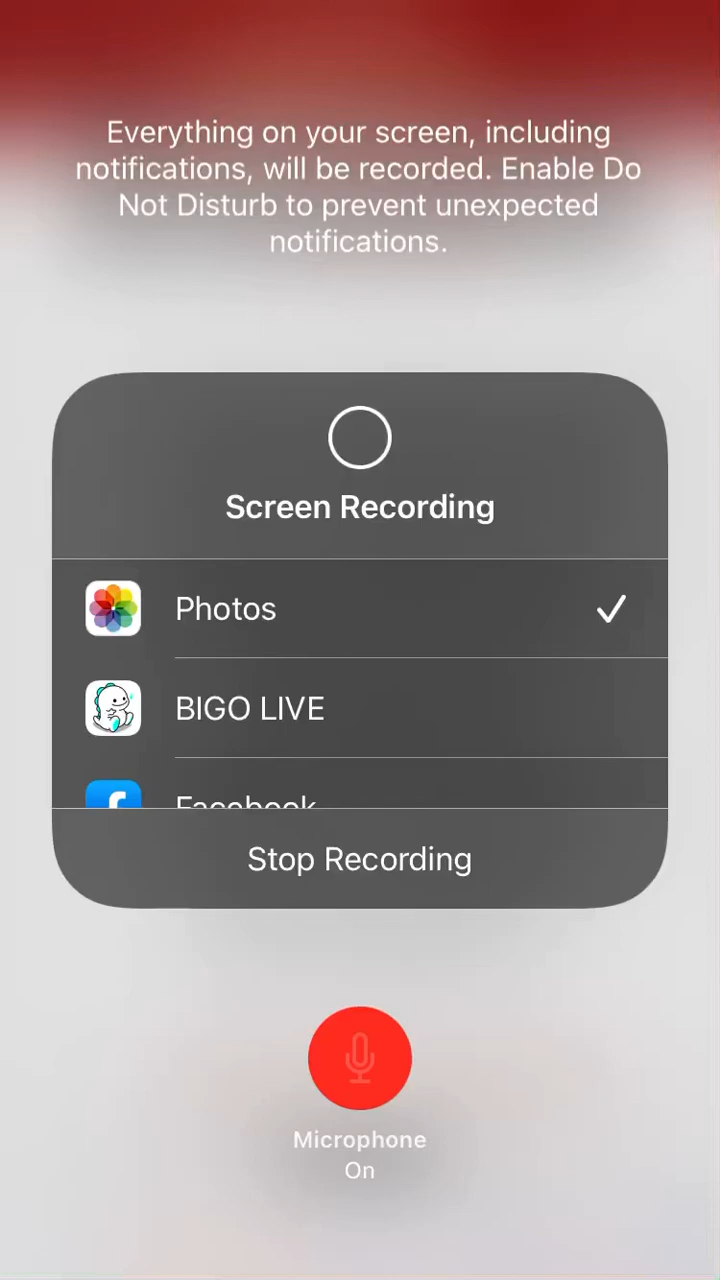 Everything on your screen, including
notifications, will be recorded. Enable Do
Not Disturb to prevent unexpected
notifications.
Screen Recording
Photos
BIGO LIVE
Facebook
Stop Recording
Microphone
On